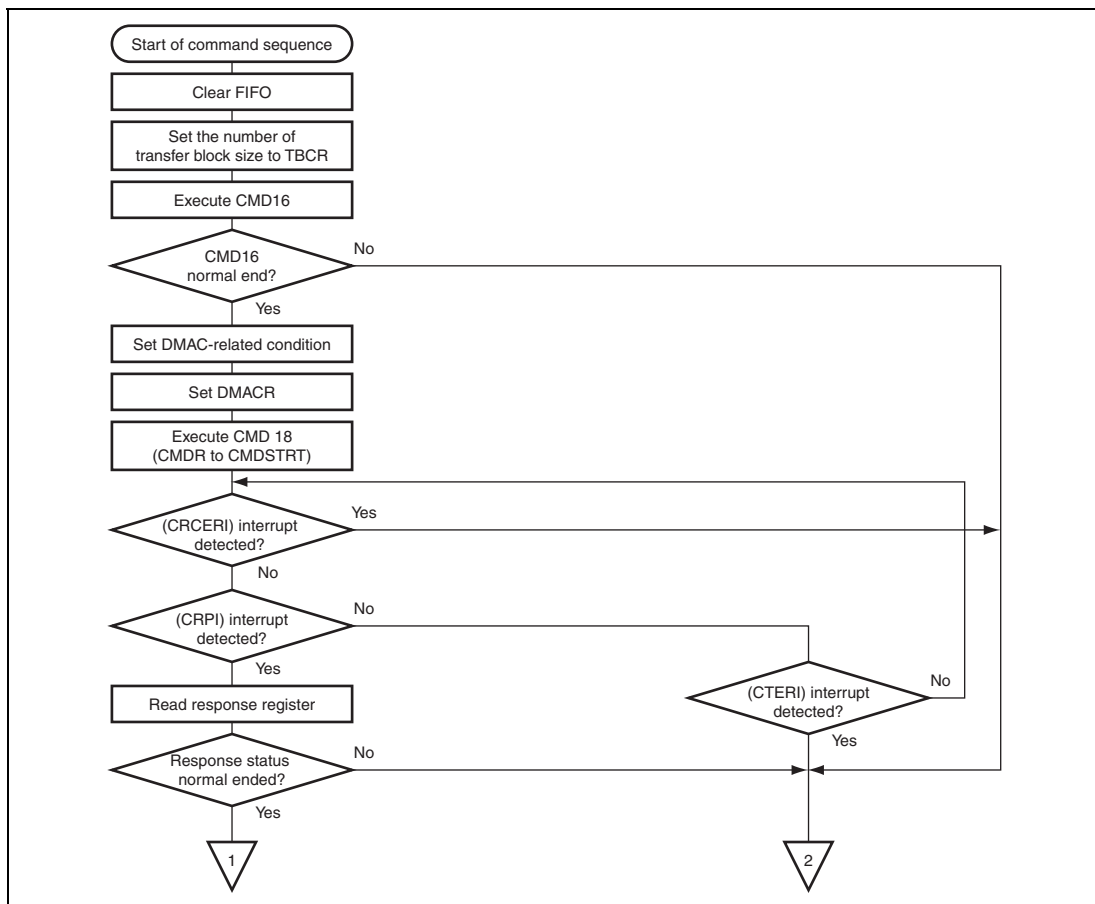 Start of command sequence
Clear FIFO
Set the number of
transfer block size to TBCR
Execute CMD16
CMD16
normal end?
No
Yes
Set DMAC-related condition
Set DMACR
Execute CMD 18
(CMDR to CMDSTRT)
(CRCERI) interrupt
detected?
Yes
No
(CRPI) interrupt
detected?
No
Yes
(CTERI) interrupt
detected?
No
Yes
Read response register
Response status
normal ended?
No
Yes
1
2